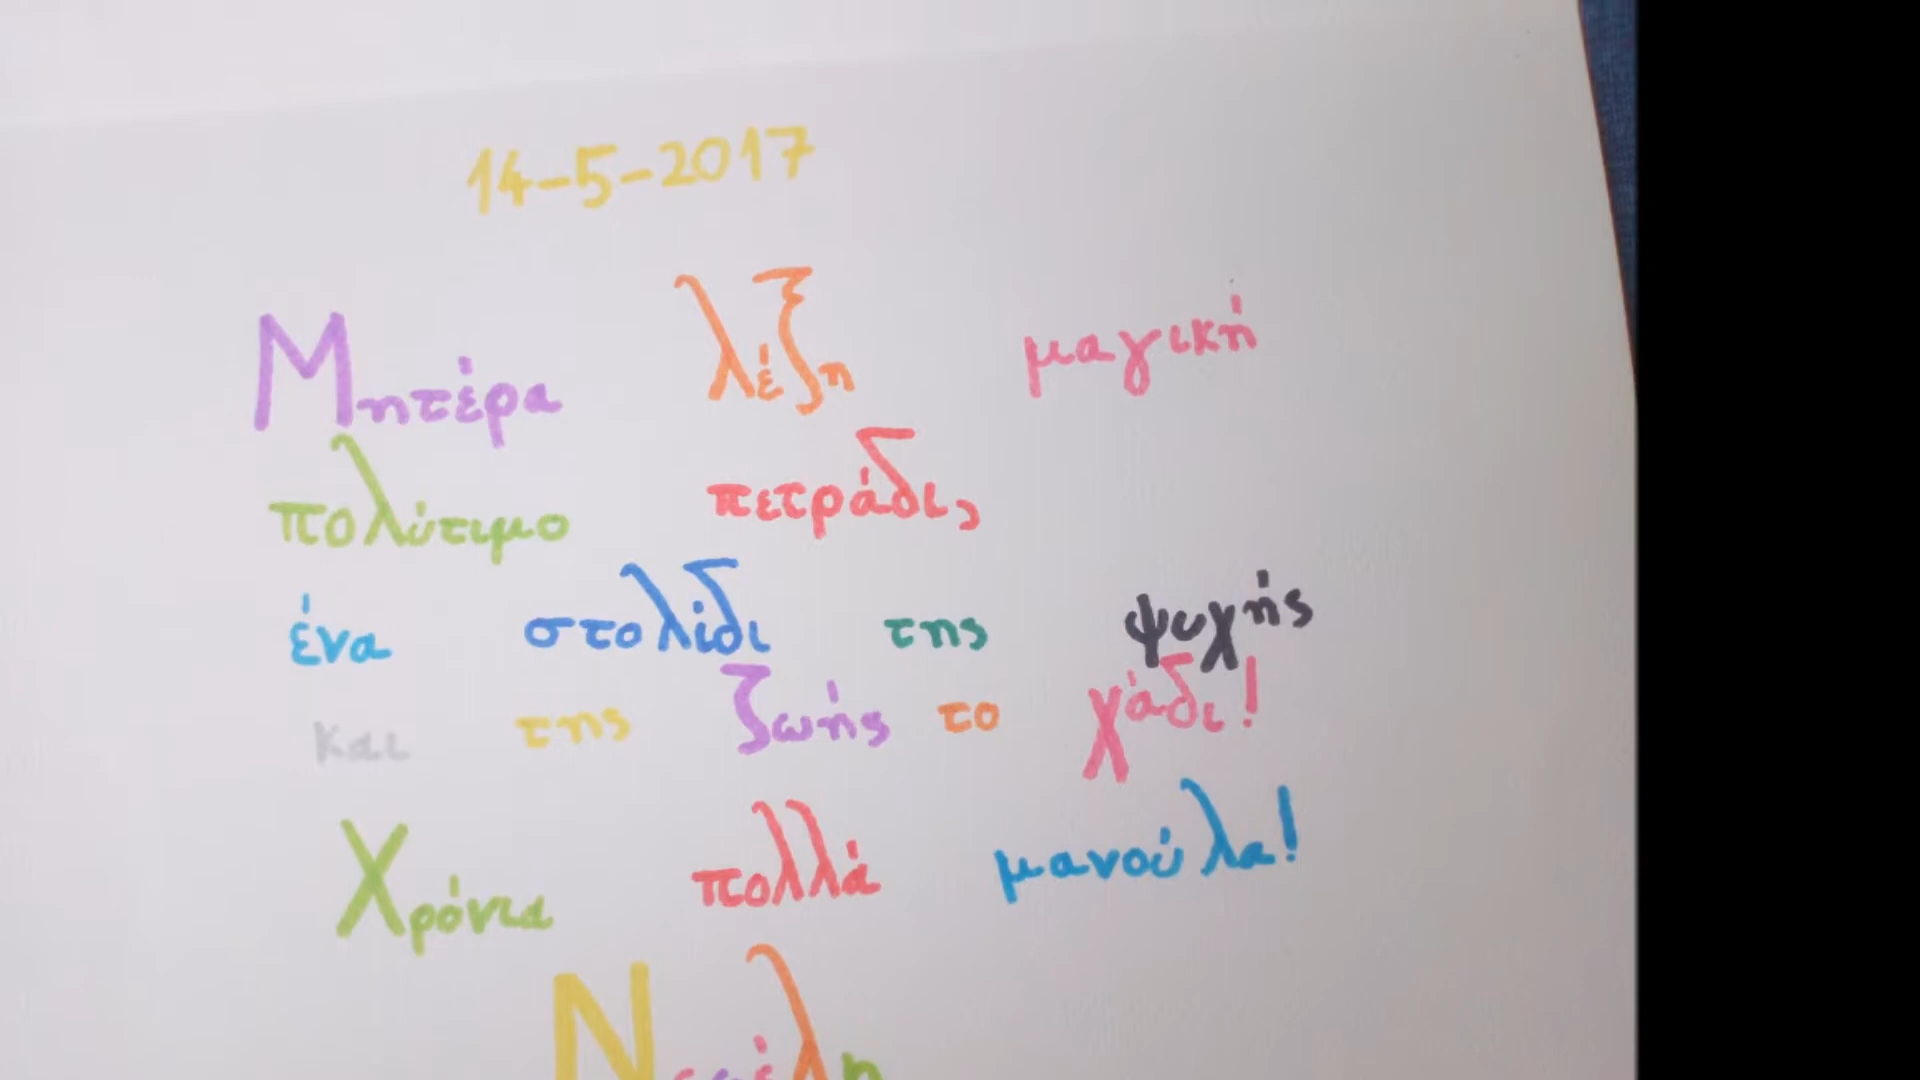 14-5-2017
Μητέρα λέξη μαγική
πολύτιμο πετράδι,
ένα στολίδι της ψυχής
και της ζωής το χάδι!
Χρόνια πολλά μανούλα!
Νεφέλη